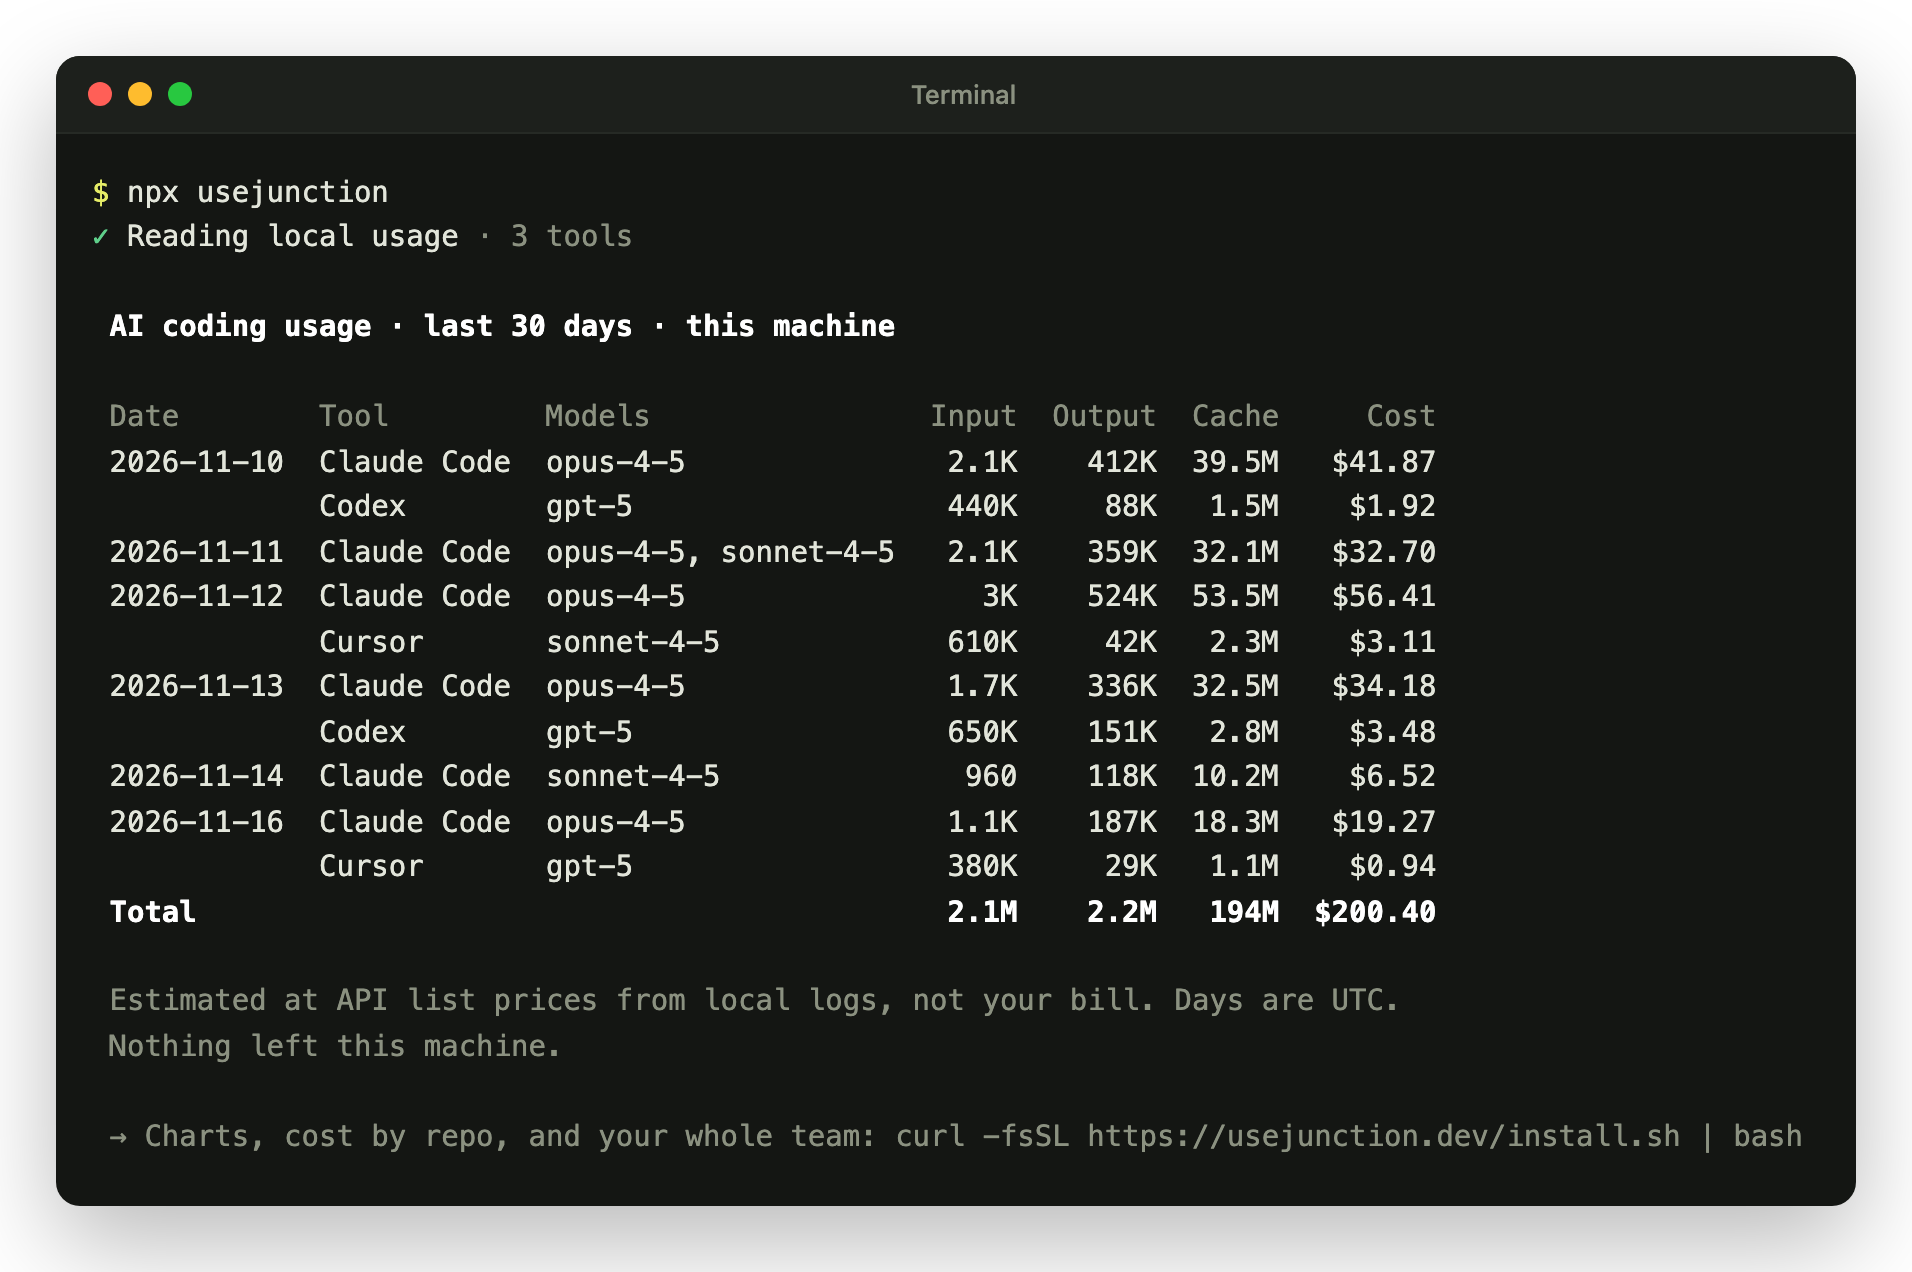 Terminal
$ npx usejunction
✓ Reading local usage · 3 tools
AI coding usage · last 30 days · this machine
Date Tool Models Input Output Cache Cost
2026-11-10 Claude Code opus-4-5 2.1K 412K 39.5M $41.87
Codex gpt-5 440K 88K 1.5M $1.92
2026-11-11 Claude Code opus-4-5, sonnet-4-5 2.1K 359K 32.1M $32.70
2026-11-12 Claude Code opus-4-5 3K 524K 53.5M $56.41
Cursor sonnet-4-5 610K 42K 2.3M $3.11
2026-11-13 Claude Code opus-4-5 1.7K 336K 32.5M $34.18
Codex gpt-5 650K 151K 2.8M $3.48
2026-11-14 Claude Code sonnet-4-5 960 118K 10.2M $6.52
2026-11-16 Claude Code opus-4-5 1.1K 187K 18.3M $19.27
Cursor gpt-5 380K 29K 1.1M $0.94
Total 2.1M 2.2M 194M $200.40
Estimated at API list prices from local logs, not your bill. Days are UTC.
Nothing left this machine.
→ Charts, cost by repo, and your whole team: curl -fsSL https://usejunction.dev/install.sh | bash